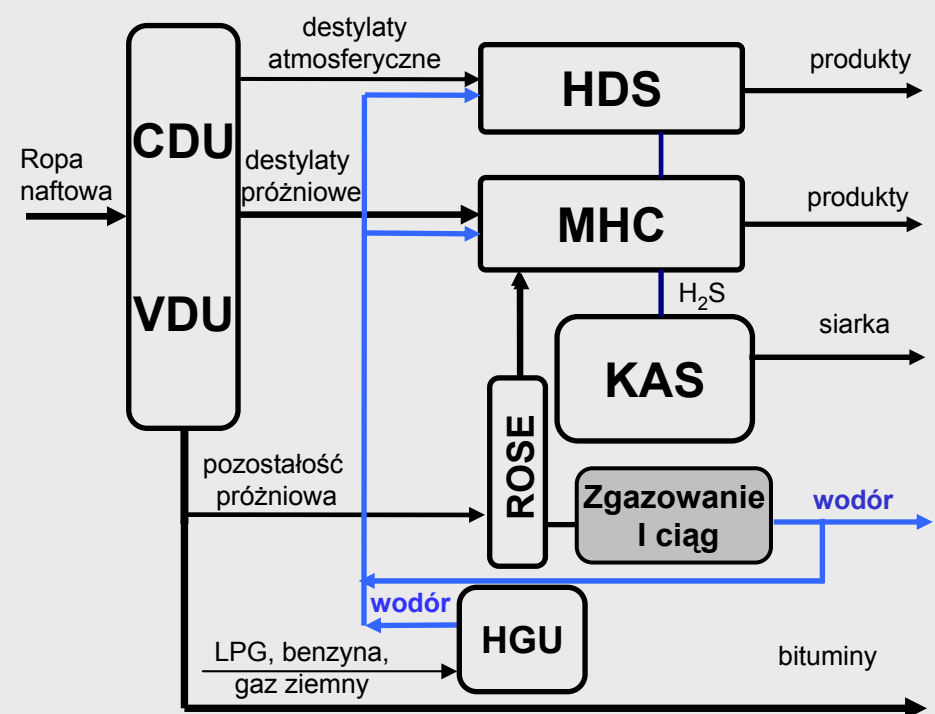 destylaty
atmosferyczne
HDS
produkty
CDU
Ropa
naftowa
destylaty
próżniowe
MHC
produkty
VDU
H2S
siarka
KAS
ROSE
pozostałość
próżniowa
Zgazowanie
I ciąg
wodór
wodór
HGU
LPG, benzyna,
gaz ziemny
bituminy